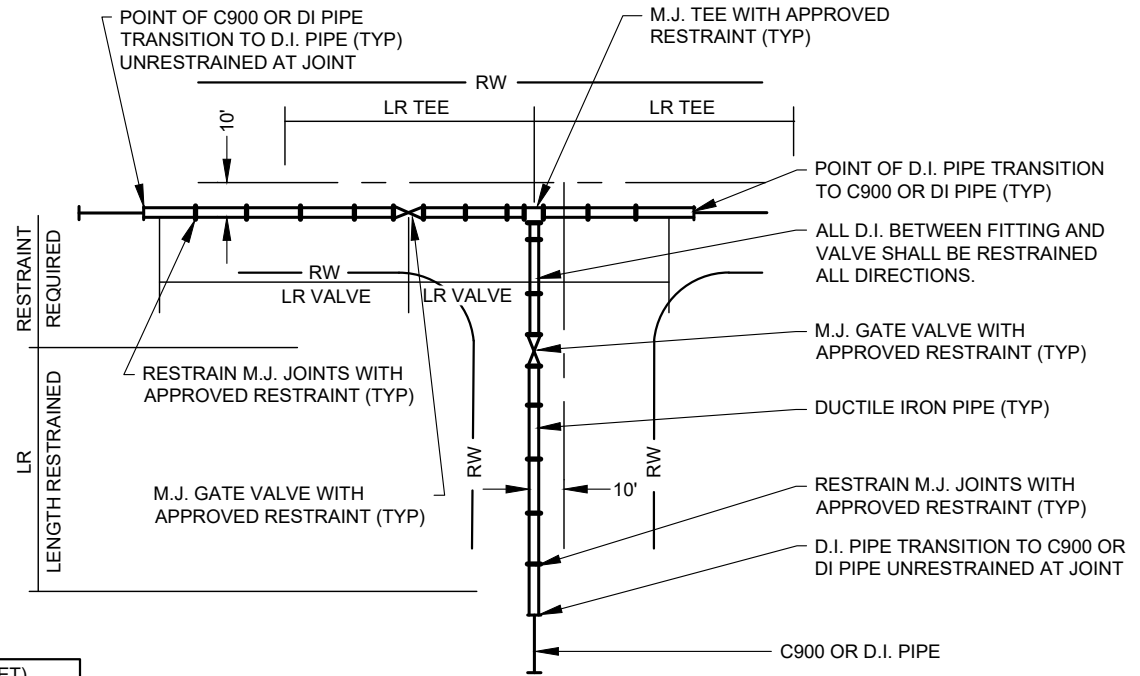 POINT OF C900 OR DI PIPE
TRANSITION TO D.I. PIPE (TYP)
UNRESTRAINED AT JOINT
M.J. TEE WITH APPROVED
RESTRAINT (TYP)
RW
LR TEE
LR TEE
10'
POINT OF D.I. PIPE TRANSITION
TO C900 OR DI PIPE (TYP)
ALL D.I. BETWEEN FITTING AND
VALVE SHALL BE RESTRAINED
ALL DIRECTIONS.
RESTRAINT
REQUIRED
RW
LR VALVE
LR VALVE
M.J. GATE VALVE WITH
APPROVED RESTRAINT (TYP)
RESTRAIN M.J. JOINTS WITH
APPROVED RESTRAINT (TYP)
DUCTILE IRON PIPE (TYP)
LR
LENGTH RESTRAINED
RW
RW
M.J. GATE VALVE WITH
APPROVED RESTRAINT (TYP)
10'
RESTRAIN M.J. JOINTS WITH
APPROVED RESTRAINT (TYP)
D.I. PIPE TRANSITION TO C900 OR
DI PIPE UNRESTRAINED AT JOINT
C900 OR D.I. PIPE